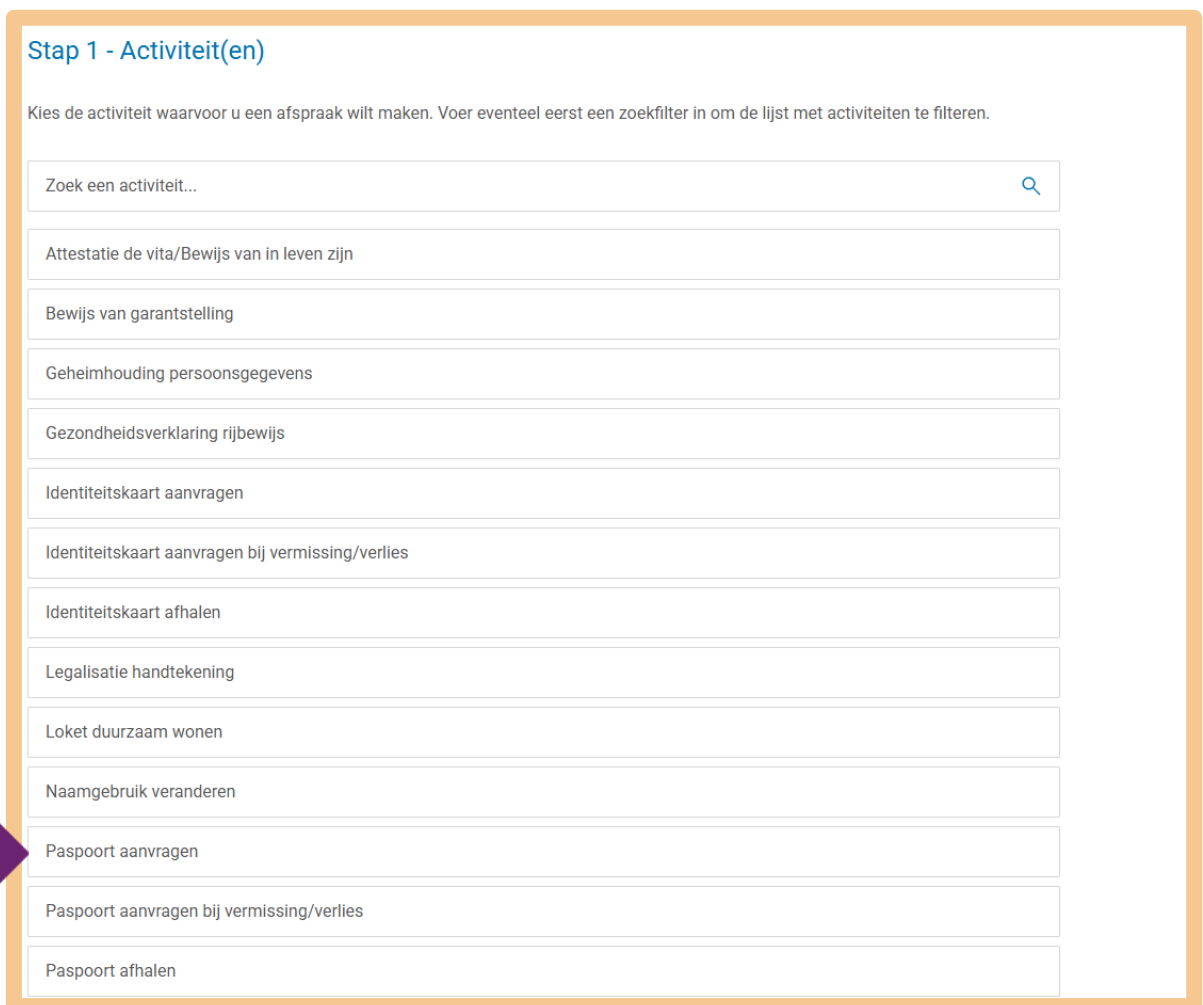 Stap 1 - Activiteit(en)
Kies de activiteit waarvoor u een afspraak wilt maken. Voer eventueel eerst een zoekfilter in om de lijst met activiteiten te filteren.
Zoek een activiteit...
Attestatie de vita/Bewijs van in leven zijn
Bewijs van garantstelling
Geheimhouding persoonsgegevens
Gezondheidsverklaring rijbewijs
Identiteitskaart aanvragen
Identiteitskaart aanvragen bij vermissing/verlies
Identiteitskaart afhalen
Legalisatie handtekening
Loket duurzaam wonen
Naamgebruik veranderen
Paspoort aanvragen
Paspoort aanvragen bij vermissing/verlies
Paspoort afhalen